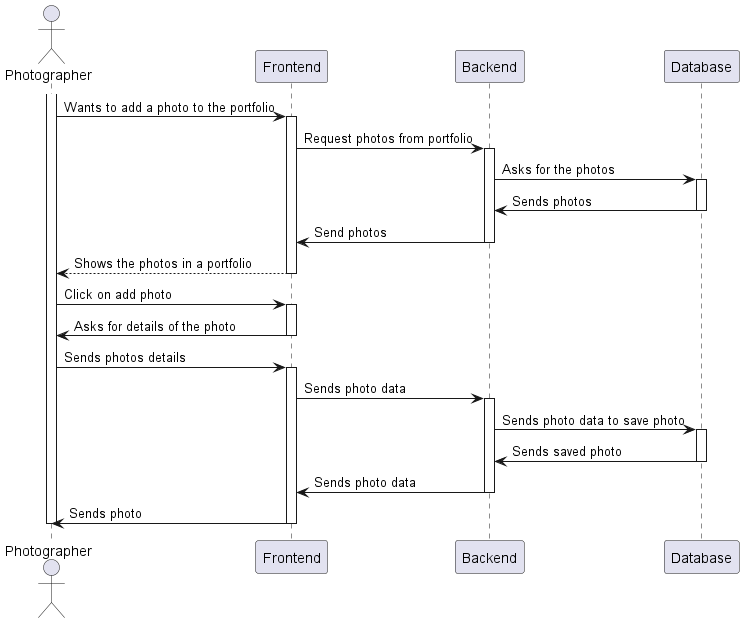 Photographer
Frontend
Backend
Database
Wants to add a photo to the portfolio
Request photos from portfolio
Asks for the photos
Sends photos
Send photos
Shows the photos in a portfolio
Click on add photo
Asks for details of the photo
Sends photos details
Sends photo data
Sends photo data to save photo
Sends saved photo
Sends photo data
Sends photo
Photographer
Frontend
Backend
Database